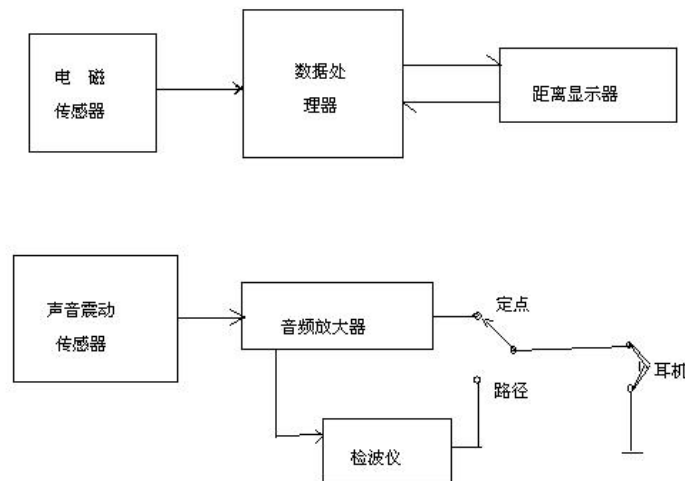 电 磁
传感器
数据处
理器
距离显示器
声音震动
传感器
音频放大器
定点
耳机
路径
检波仪